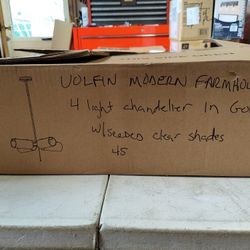 VOLFIN MODERN FARMHOU
4 light chandelier in Go
w/seeded clear shades
45